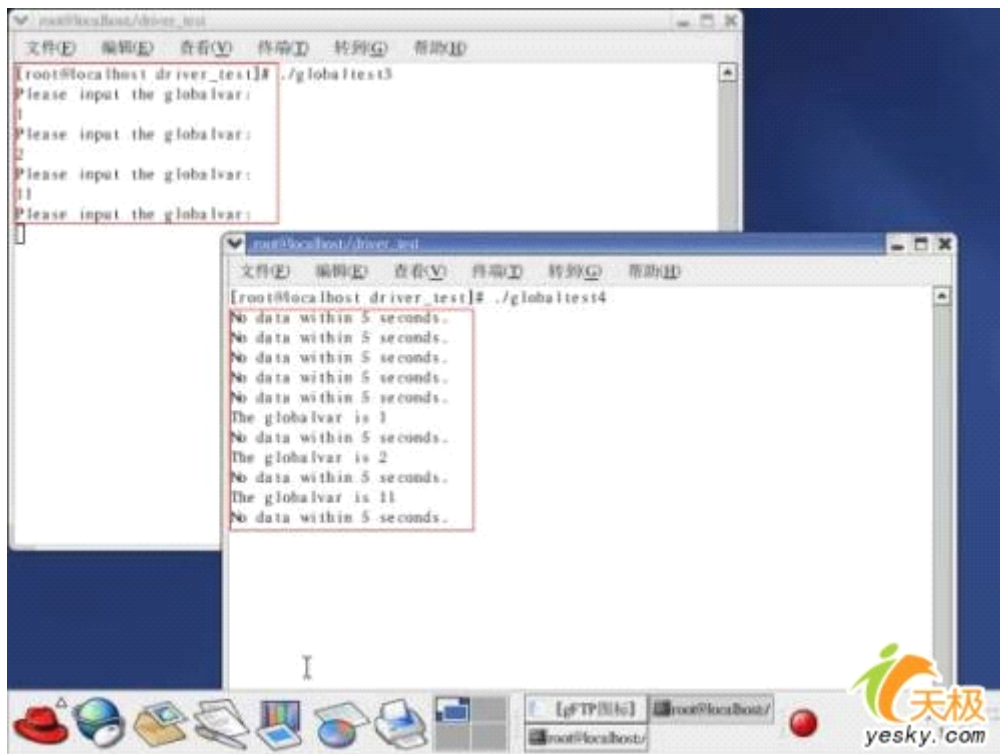 root@localhost:/driver_test
文件(F) 编辑(E) 查看(V) 终端(T) 转到(G) 帮助(H)
[root@localhost driver_test]# ./globaltest3
Please input the globalvar:
1
Please input the globalvar:
2
Please input the globalvar:
11
Please input the globalvar:
root@localhost:/driver_test
文件(F) 编辑(E) 查看(V) 终端(T) 转到(G) 帮助(H)
[root@localhost driver_test]# ./globaltest4
No data within 5 seconds.
No data within 5 seconds.
No data within 5 seconds.
No data within 5 seconds.
No data within 5 seconds.
The globalvar is 1
No data within 5 seconds.
The globalvar is 2
No data within 5 seconds.
The globalvar is 11
No data within 5 seconds.
[gFTP图标]
root@localhost:/
root@localhost:/
天极
yesky.com